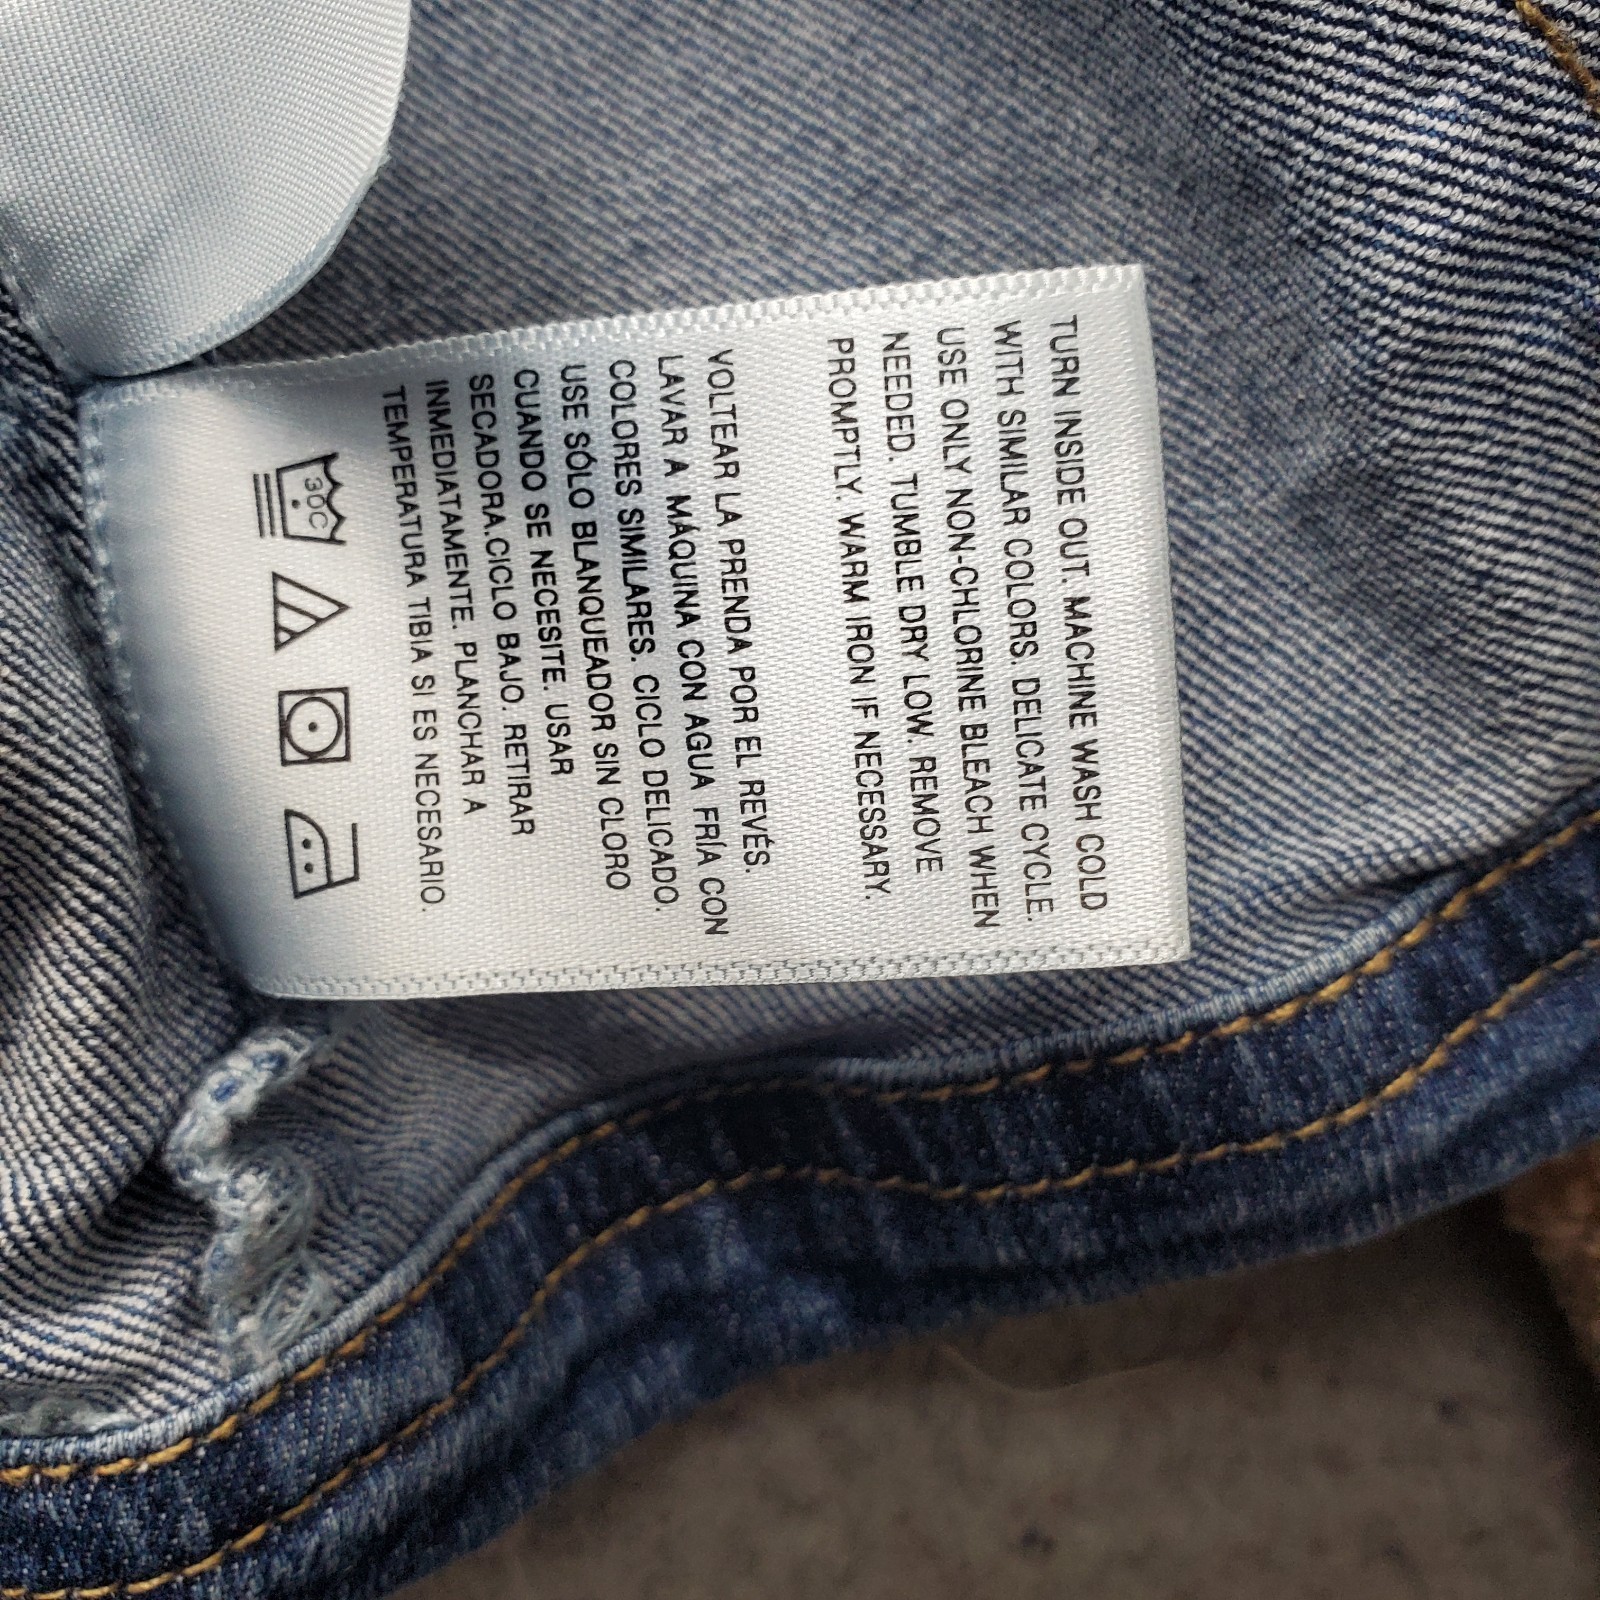 TURN INSIDE OUT. MACHINE WASH COLD
WITH SIMILAR COLORS. DELICATE CYCLE.
USE ONLY NON-CHLORINE BLEACH WHEN
NEEDED. TUMBLE DRY LOW. REMOVE
PROMPTLY. WARM IRON IF NECESSARY.
VOLTEAR LA PRENDA POR EL REVÉS.
LAVAR A MÁQUINA CON AGUA FRÍA CON
COLORES SIMILARES. CICLO DELICADO.
USE SÓLO BLANQUEADOR SIN CLORO
CUANDO SE NECESITE. USAR
SECADORA.CICLO BAJO. RETIRAR
INMEDIATAMENTE. PLANCHAR A
TEMPERATURA TIBIA SI ES NECESARIO.
30C